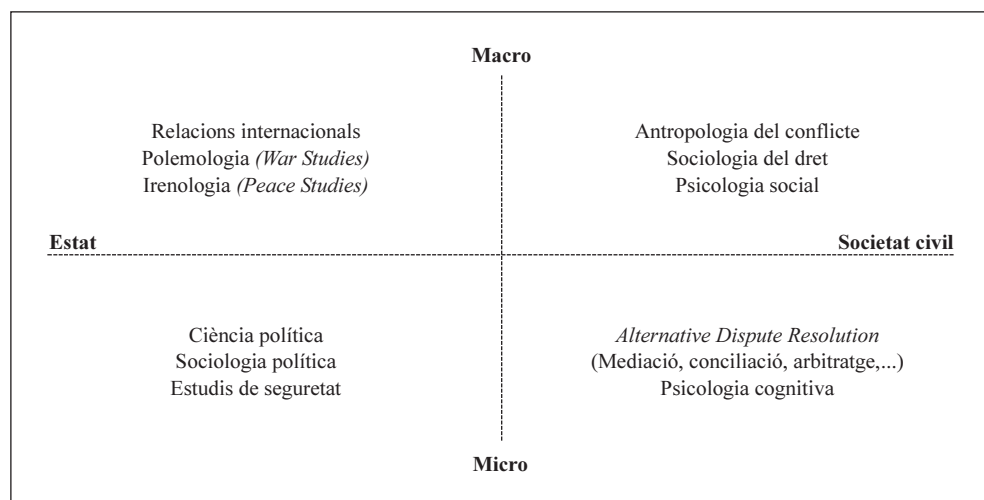 Macro
Relacions internacionals
Polemologia (War Studies)
Irenologia (Peace Studies)
Antropologia del conflicte
Sociologia del dret
Psicologia social
Estat
Societat civil
Ciència política
Sociologia política
Estudis de seguretat
Alternative Dispute Resolution
(Mediació, conciliació, arbitratge,...)
Psicologia cognitiva
Micro